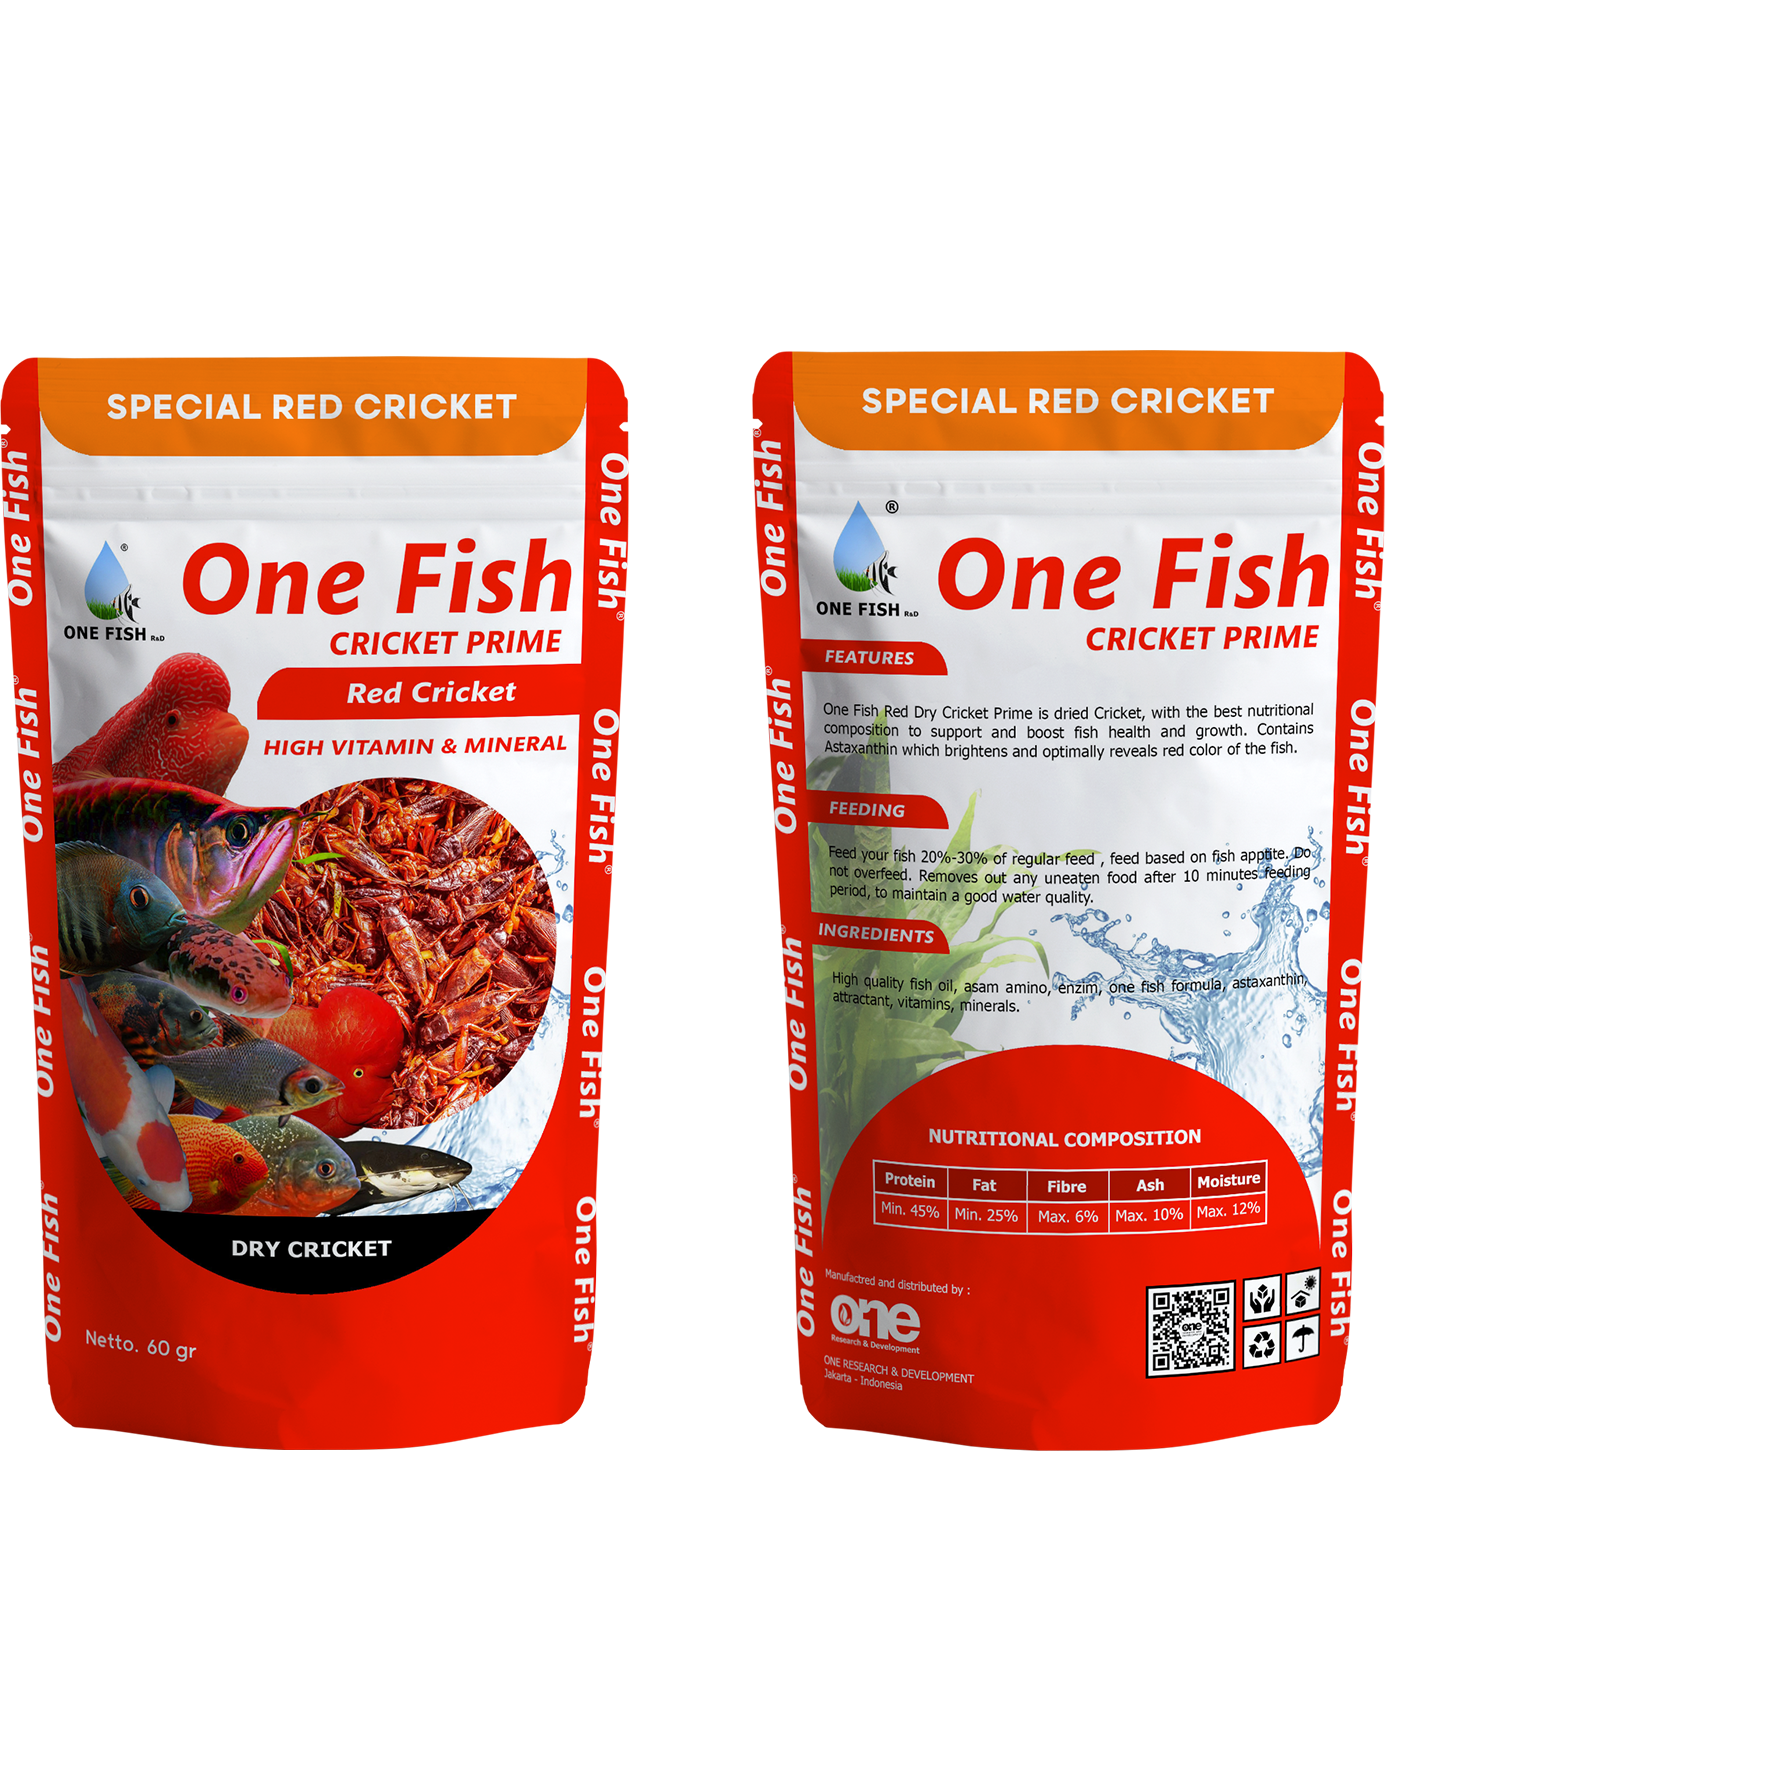 SPECIAL RED CRICKET
®
One Fish
CRICKET PRIME
ONE FISH R&D
Red Cricket
HIGH VITAMIN & MINERAL
DRY CRICKET
Netto. 60 gr
One Fish®
One Fish®
One Fish
One Fish®
One Fish®
One Fish®
One Fish®
One Fish®
SPECIAL RED CRICKET
®
One Fish
ONE FISH R&D
CRICKET PRIME
FEATURES
One Fish Red Dry Cricket Prime is dried Cricket, with the best nutritional
composition to support and boost fish health and growth. Contains
Astaxanthin which brightens and optimally reveals red color of the fish.
FEEDING
Feed your fish 20%-30% of regular feed , feed based on fish apptite. Do
not overfeed. Removes out any uneaten food after 10 minutes feeding
period, to maintain a good water quality.
INGREDIENTS
High quality fish oil, asam amino, enzim, one fish formula, astaxanthin,
attractant, vitamins, minerals.
NUTRITIONAL COMPOSITION
Protein Fat Fibre Ash Moisture
Min. 45% Min. 25% Max. 6% Max. 10% Max. 12%
Manufactred and distributed by :
one
Research & Development
ONE RESEARCH & DEVELOPMENT
Jakarta - Indonesia
one
One Fish®
One Fish®
One Fish®
One Fish®
One Fish®
One Fish®
One Fish®
One Fish®